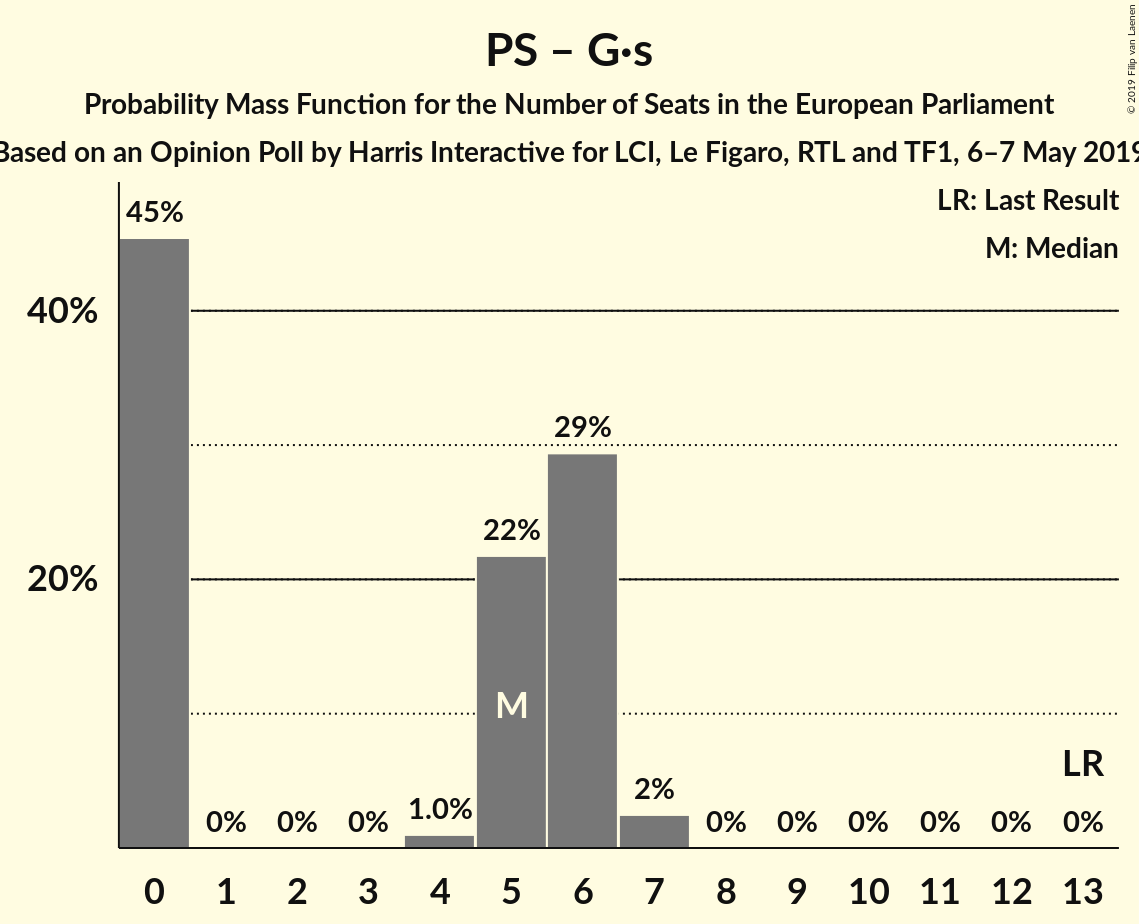 © 2019 Filip van Laenen
PS – G·s
Probability Mass Function for the Number of Seats in the European Parliament
Based on an Opinion Poll by Harris Interactive for LCI, Le Figaro, RTL and TF1, 6–7 May 2019
LR: Last Result
M: Median
45%
40%
29%
22%
20%
M
LR
2%
1.0%
0% 0% 0% 0% 0% 0% 0% 0% 0%
0 1 2 3 4 5 6 7 8 9 10 11 12 13